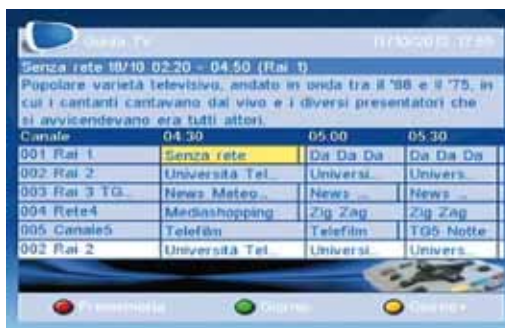 Guida TV
Senza rete 18/10 02:20 - 04:50 (Rai 1)
Popolare varietà televisivo, andato in onda tra il '68 e il '75, in
cui i cantanti cantavano dal vivo e i diversi presentatori che
si avvicendevano era tutti attori.
Canale 04:30 05:00 05:30
001 Rai 1 Senza rete Da Da Da Da Da Da
002 Rai 2 Università Tel... Universi... Univers...
003 Rai 3 TG... News Meteo... News ... News ...
004 Rete4 Mediashopping Zig Zag Zig Zag
005 Canale5 Telefilm Telefilm TG5 Notte
002 Rai 2 Università Tel... Universi... Univers...
Promemoria Giorno- Giorno+